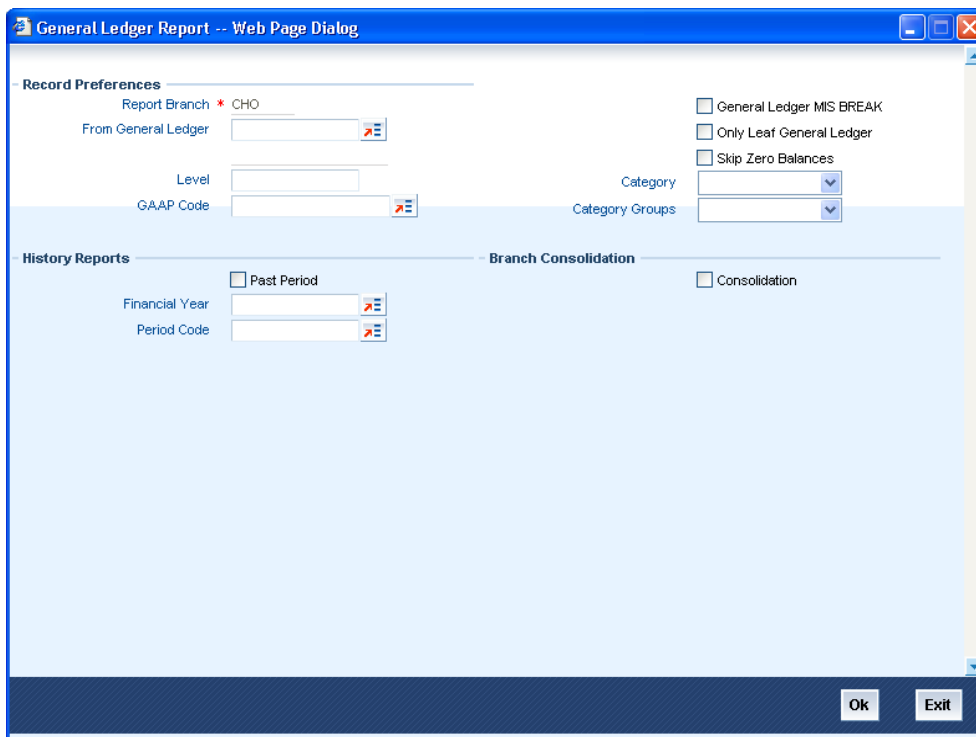 General Ledger Report -- Web Page Dialog
Record Preferences
Report Branch * CHO
From General Ledger
Level
GAAP Code
General Ledger MIS BREAK
Only Leaf General Ledger
Skip Zero Balances
Category
Category Groups
History Reports
Past Period
Financial Year
Period Code
Branch Consolidation
Consolidation
Ok Exit